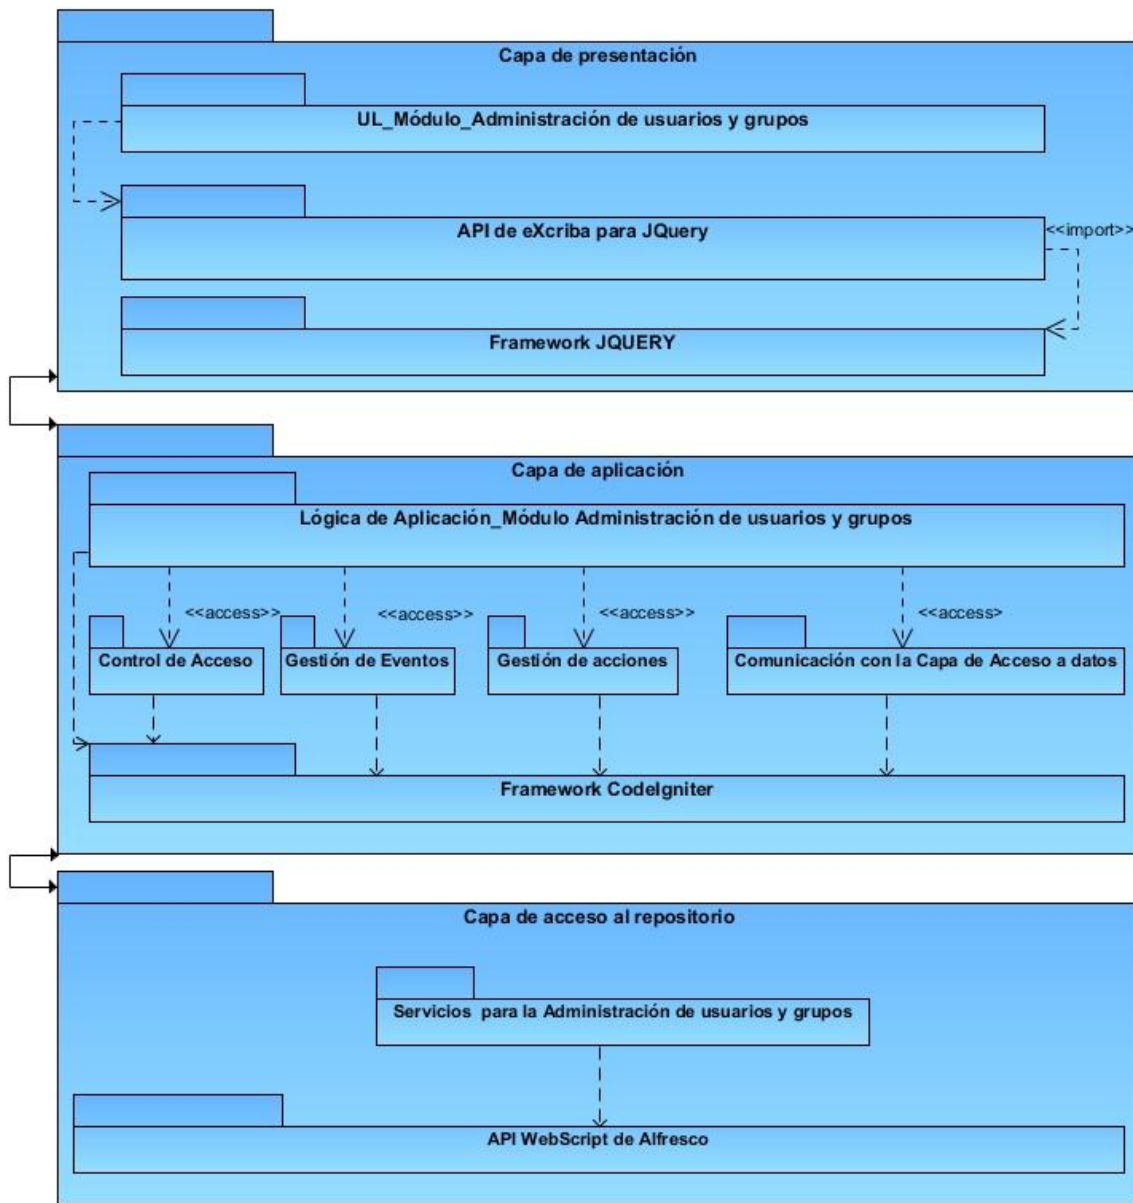 Capa de presentación
UL_Módulo_Administración de usuarios y grupos
API de eXcriba para JQuery
<<import>>
Framework JQUERY
Capa de aplicación
Lógica de Aplicación_Módulo Administración de usuarios y grupos
<<access>>
<<access>>
<<access>>
<<access>
Control de Acceso
Gestión de Eventos
Gestión de acciones
Comunicación con la Capa de Acceso a datos
Framework CodeIgniter
Capa de acceso al repositorio
Servicios para la Administración de usuarios y grupos
API WebScript de Alfresco